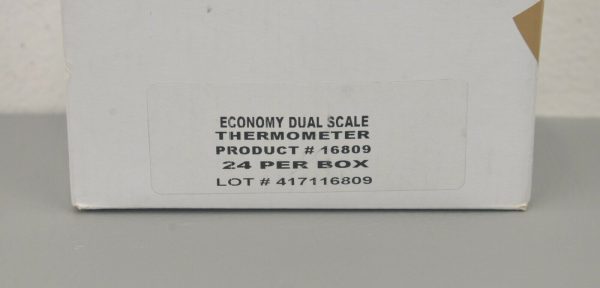 ECONOMY DUAL SCALE
THERMOMETER
PRODUCT # 16809
24 PER BOX
LOT # 417116809